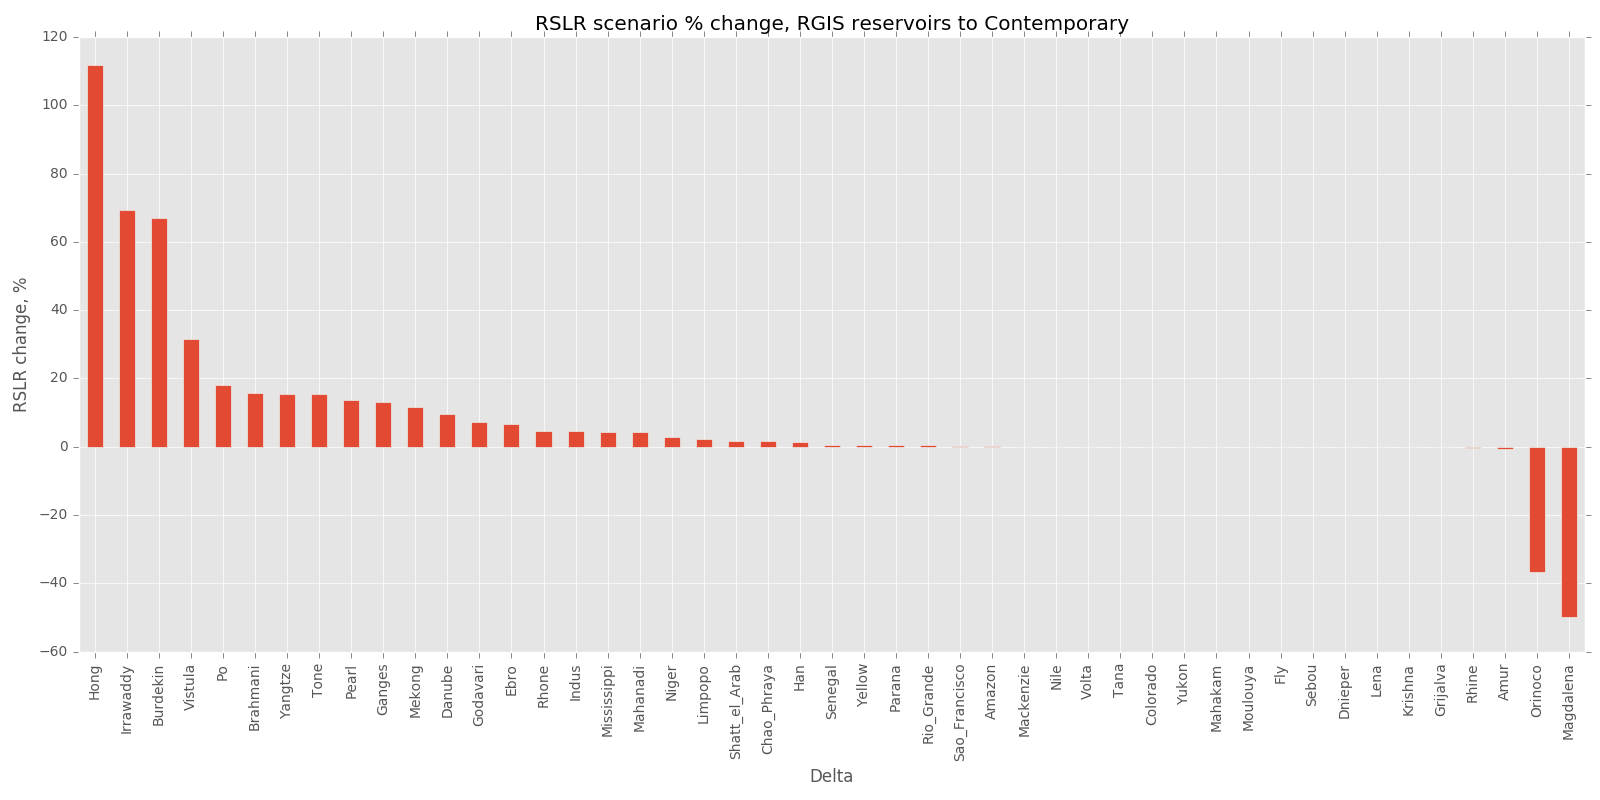 RSLR scenario % change, RGIS reservoirs to Contemporary
120
100
80
60
40
20
0
−20
−40
−60
RSLR change, %
Hong
Irrawaddy
Burdekin
Vistula
Po
Brahmani
Yangtze
Tone
Pearl
Ganges
Mekong
Danube
Godavari
Ebro
Rhone
Indus
Mississippi
Mahanadi
Niger
Limpopo
Shatt_el_Arab
Chao_Phraya
Han
Senegal
Yellow
Parana
Rio_Grande
Sao_Francisco
Amazon
Mackenzie
Nile
Volta
Tana
Colorado
Yukon
Mahakam
Moulouya
Fly
Sebou
Dnieper
Lena
Krishna
Grijalva
Rhine
Amur
Orinoco
Magdalena
Delta